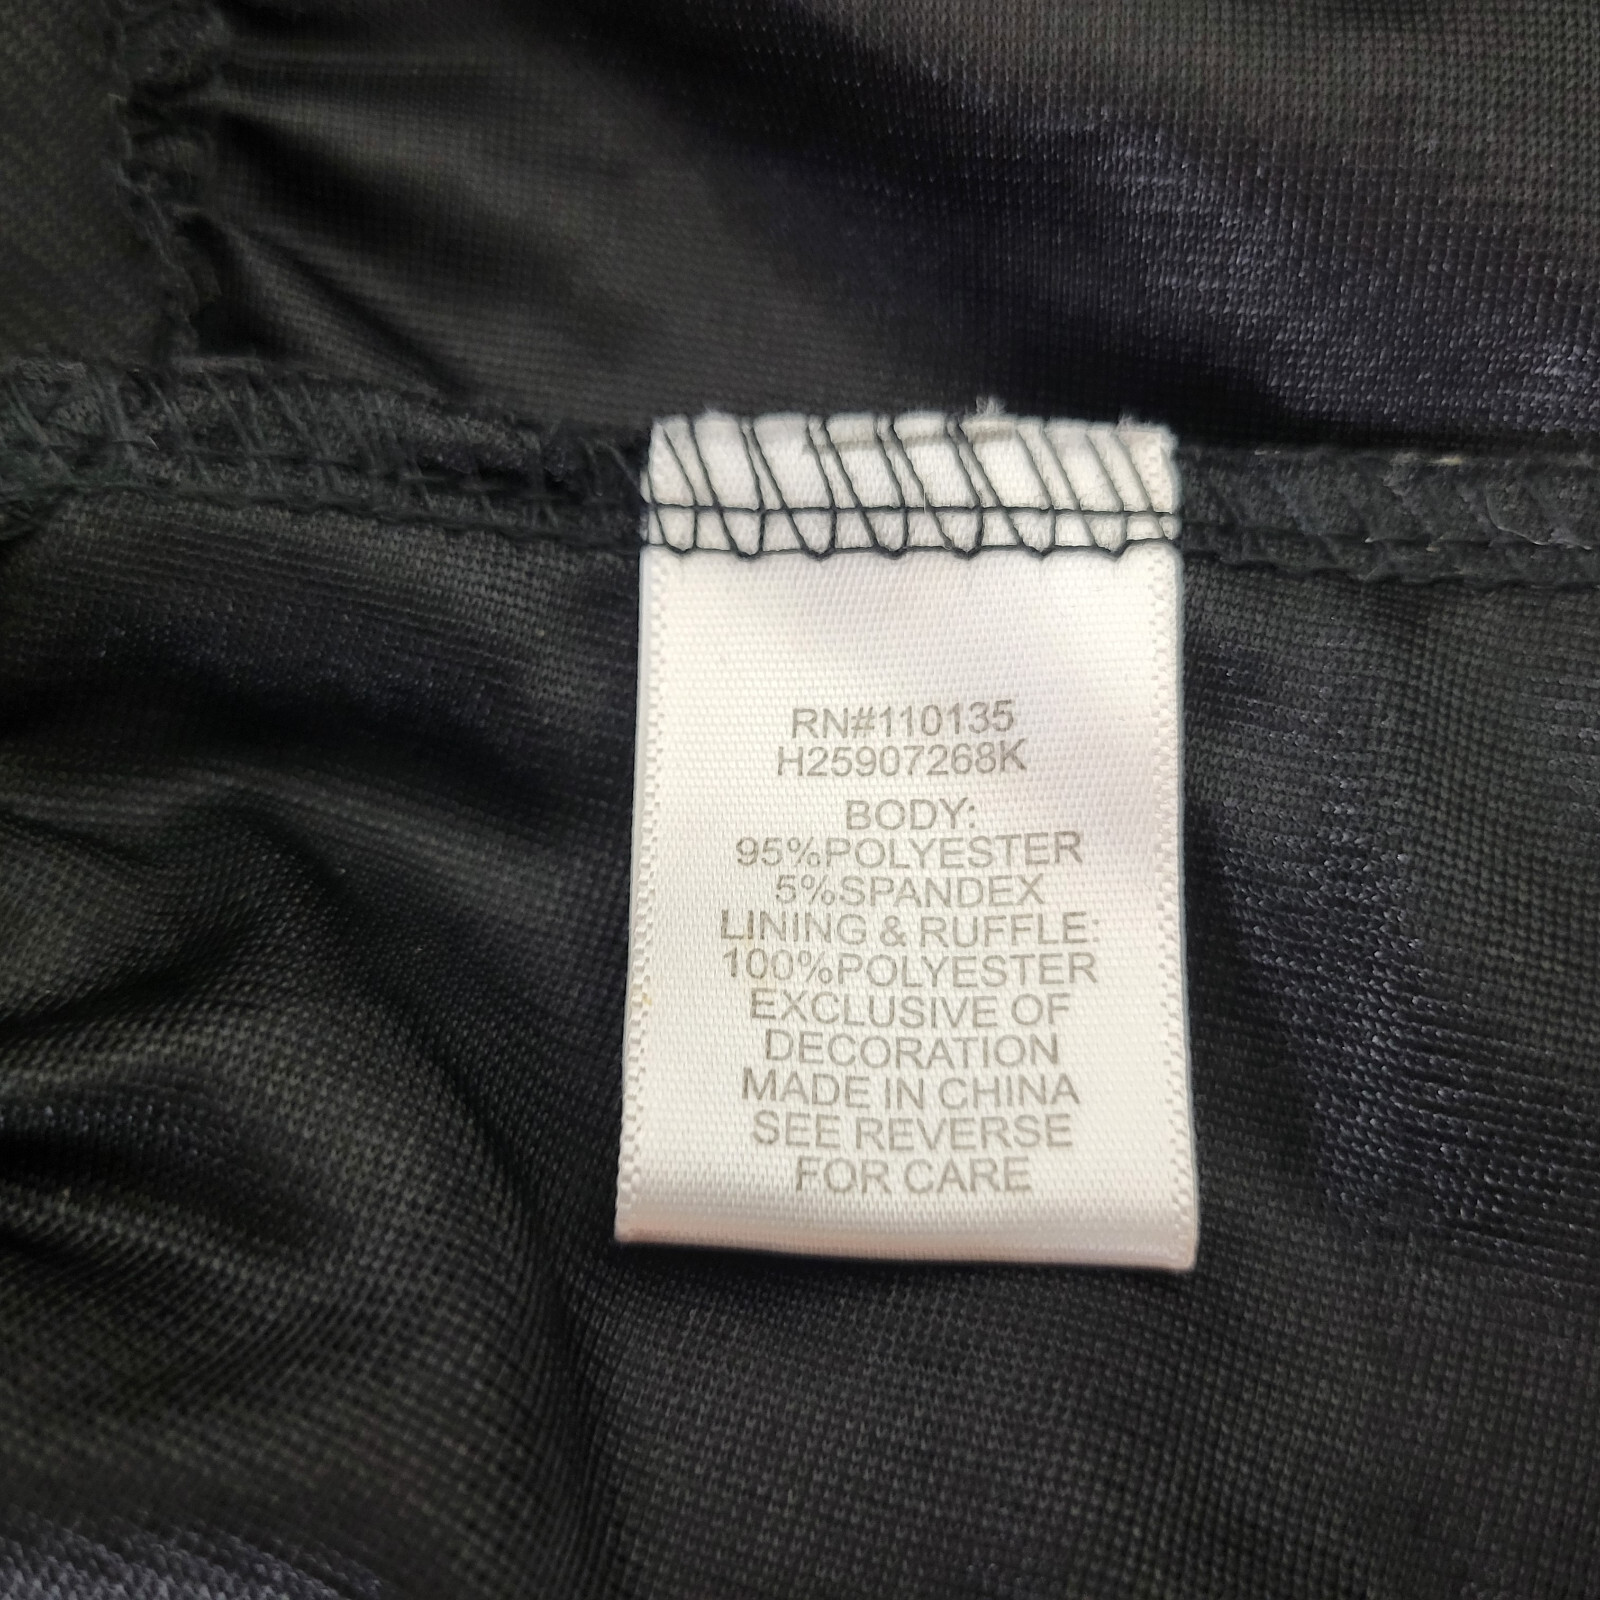 RN#110135
H25907268K
BODY:
95%POLYESTER
5%SPANDEX
LINING & RUFFLE:
100%POLYESTER
EXCLUSIVE OF
DECORATION
MADE IN CHINA
SEE REVERSE
FOR CARE